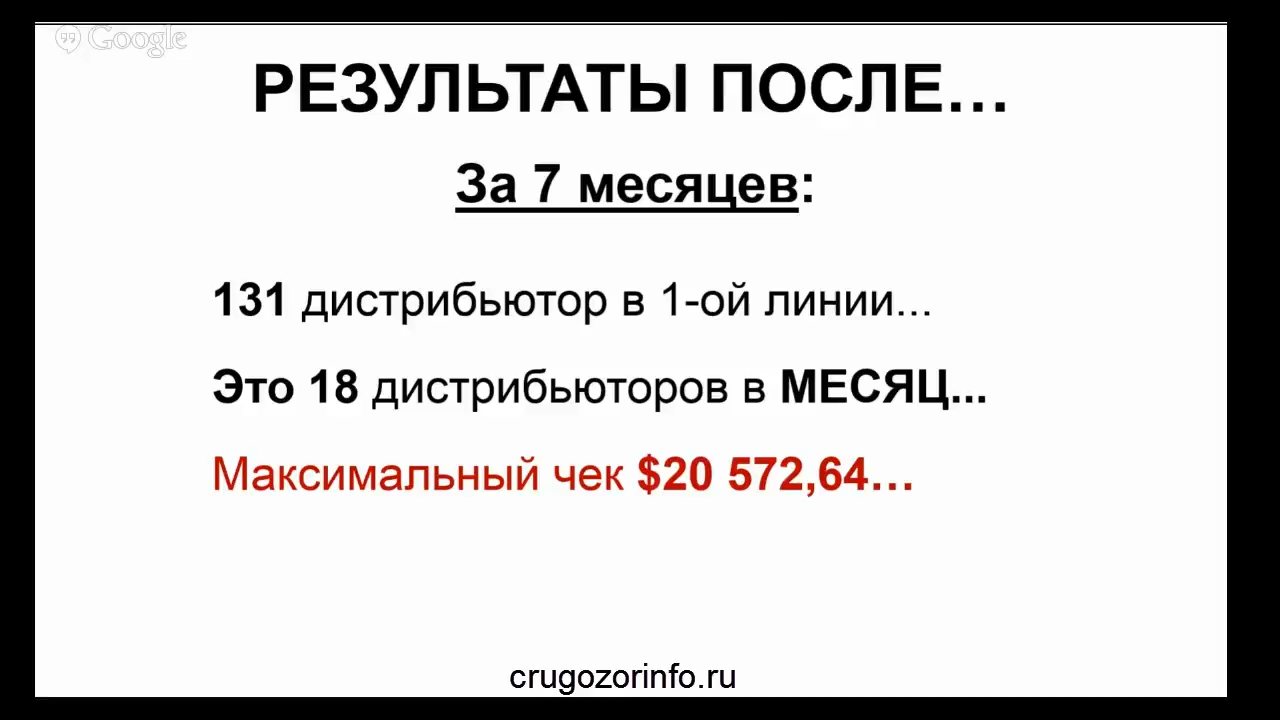 Google
РЕЗУЛЬТАТЫ ПОСЛЕ...
За 7 месяцев:
131 дистрибьютор в 1-ой линии...
Это 18 дистрибьюторов в МЕСЯЦ...
Максимальный чек $20 572,64...
crugozorinfo.ru